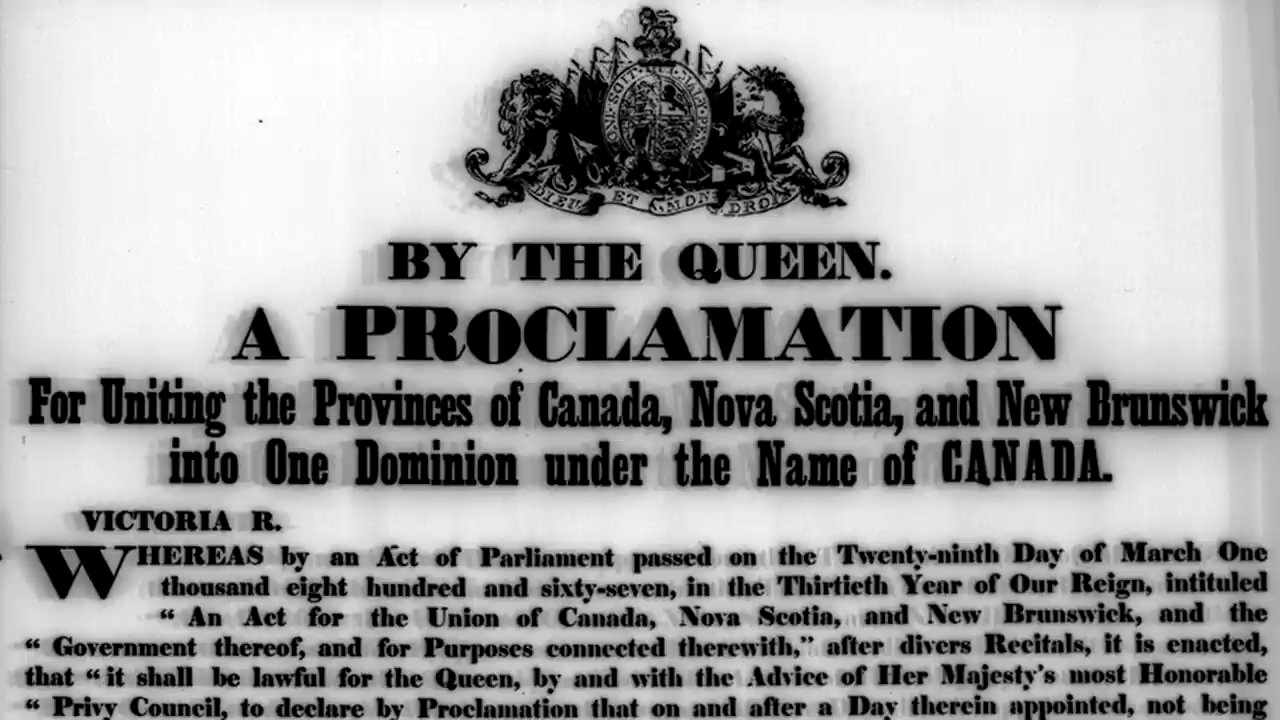 HONI·SOIT·QUI·MAL·Y·PENSE
DIEU ET MON DROIT
BY THE QUEEN.
A PROCLAMATION
For Uniting the Provinces of Canada, Nova Scotia, and New Brunswick
into One Dominion under the Name of CANADA.
VICTORIA R.
WHEREAS by an Act of Parliament passed on the Twenty-ninth Day of March One
thousand eight hundred and sixty-seven, in the Thirtieth Year of Our Reign, intituled
“ An Act for the Union of Canada, Nova Scotia, and New Brunswick, and the
“ Government thereof, and for Purposes connected therewith,” after divers Recitals, it is enacted,
that “ it shall be lawful for the Queen, by and with the Advice of Her Majesty's most Honorable
“ Privy Council, to declare by Proclamation that on and after a Day therein appointed, not being